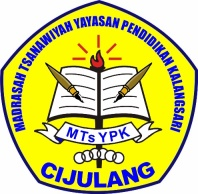 MADRASAH TSANAWIYAH YAYASAN PENDIDIKAN KALANGSARI
MTs YPK
CIJULANG